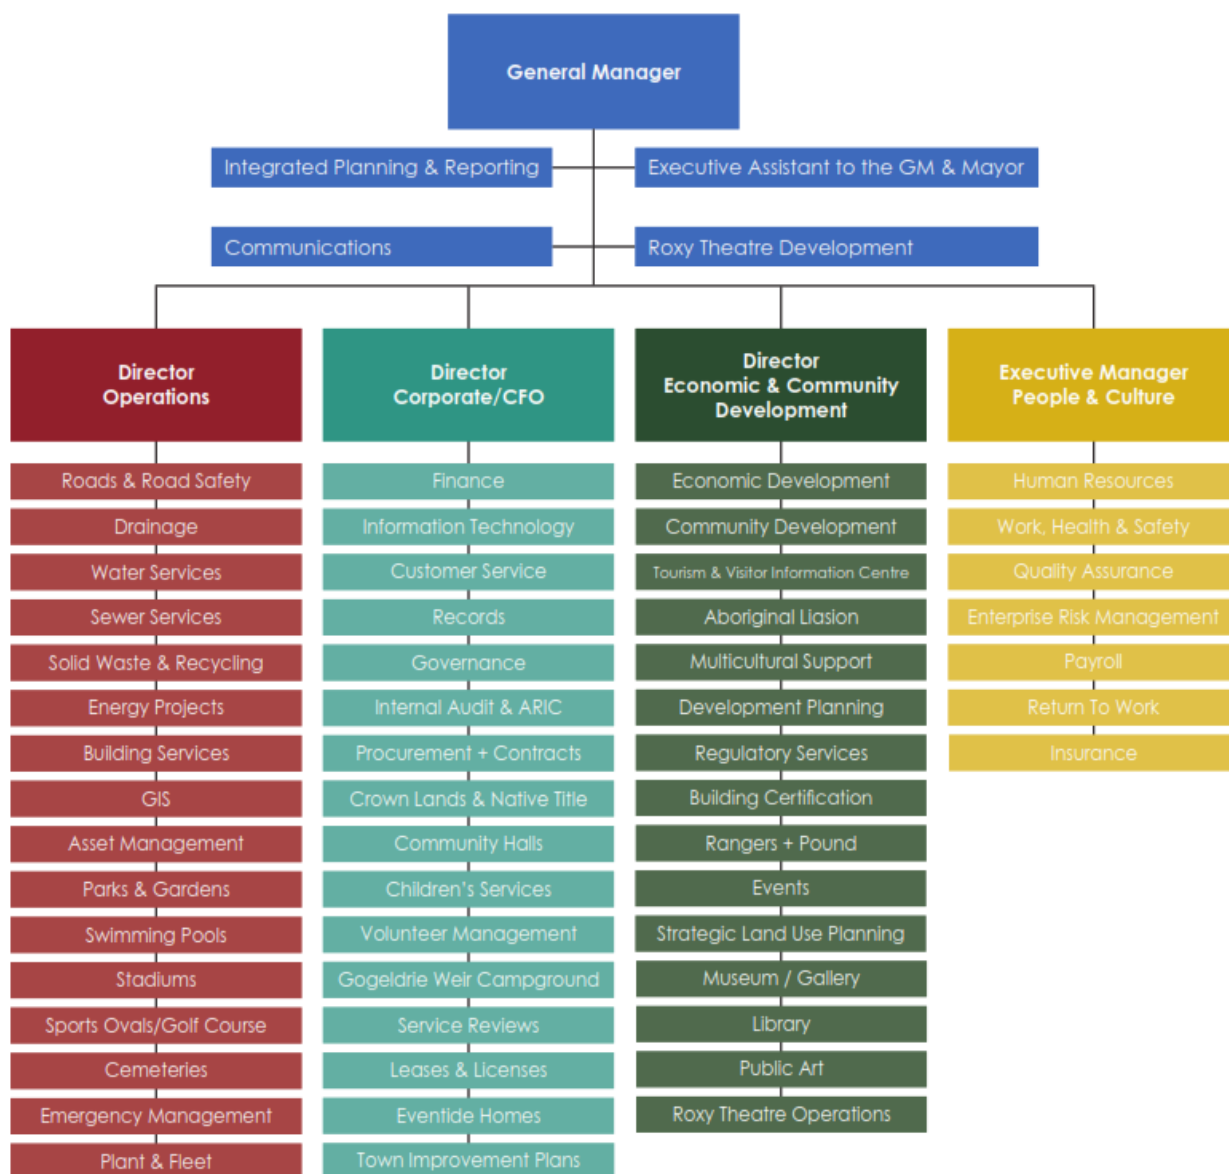 General Manager
Integrated Planning & Reporting
Executive Assistant to the GM & Mayor
Communications
Roxy Theatre Development
Director
Operations
Roads & Road Safety
Drainage
Water Services
Sewer Services
Solid Waste & Recycling
Energy Projects
Building Services
GIS
Asset Management
Parks & Gardens
Swimming Pools
Stadiums
Sports Ovals/Golf Course
Cemeteries
Emergency Management
Plant & Fleet
Director
Corporate/CFO
Finance
Information Technology
Customer Service
Records
Governance
Internal Audit & ARIC
Procurement + Contracts
Crown Lands & Native Title
Community Halls
Children's Services
Volunteer Management
Gogeldrie Weir Campground
Service Reviews
Leases & Licenses
Eventide Homes
Town Improvement Plans
Director
Economic & Community
Development
Economic Development
Community Development
Tourism & Visitor Information Centre
Aboriginal Liasion
Multicultural Support
Development Planning
Regulatory Services
Building Certification
Rangers + Pound
Events
Strategic Land Use Planning
Museum / Gallery
Library
Public Art
Roxy Theatre Operations
Executive Manager
People & Culture
Human Resources
Work, Health & Safety
Quality Assurance
Enterprise Risk Management
Payroll
Return To Work
Insurance